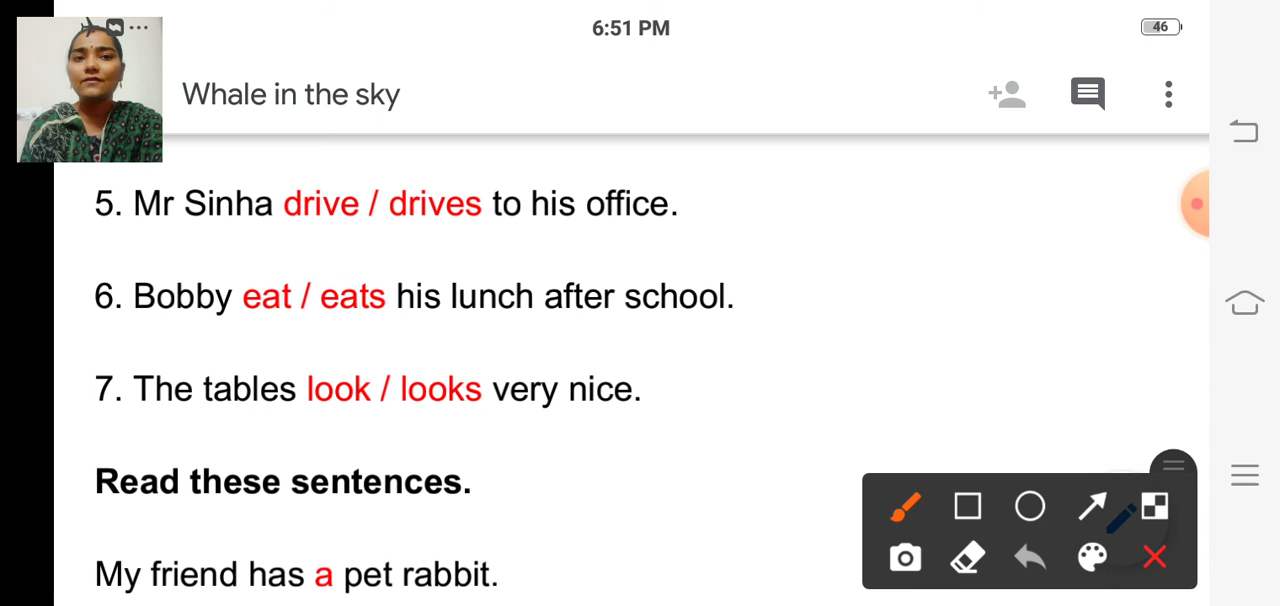 6:51 PM
46
Whale in the sky
5. Mr Sinha drive / drives to his office.
6. Bobby eat / eats his lunch after school.
7. The tables look / looks very nice.
Read these sentences.
My friend has a pet rabbit.